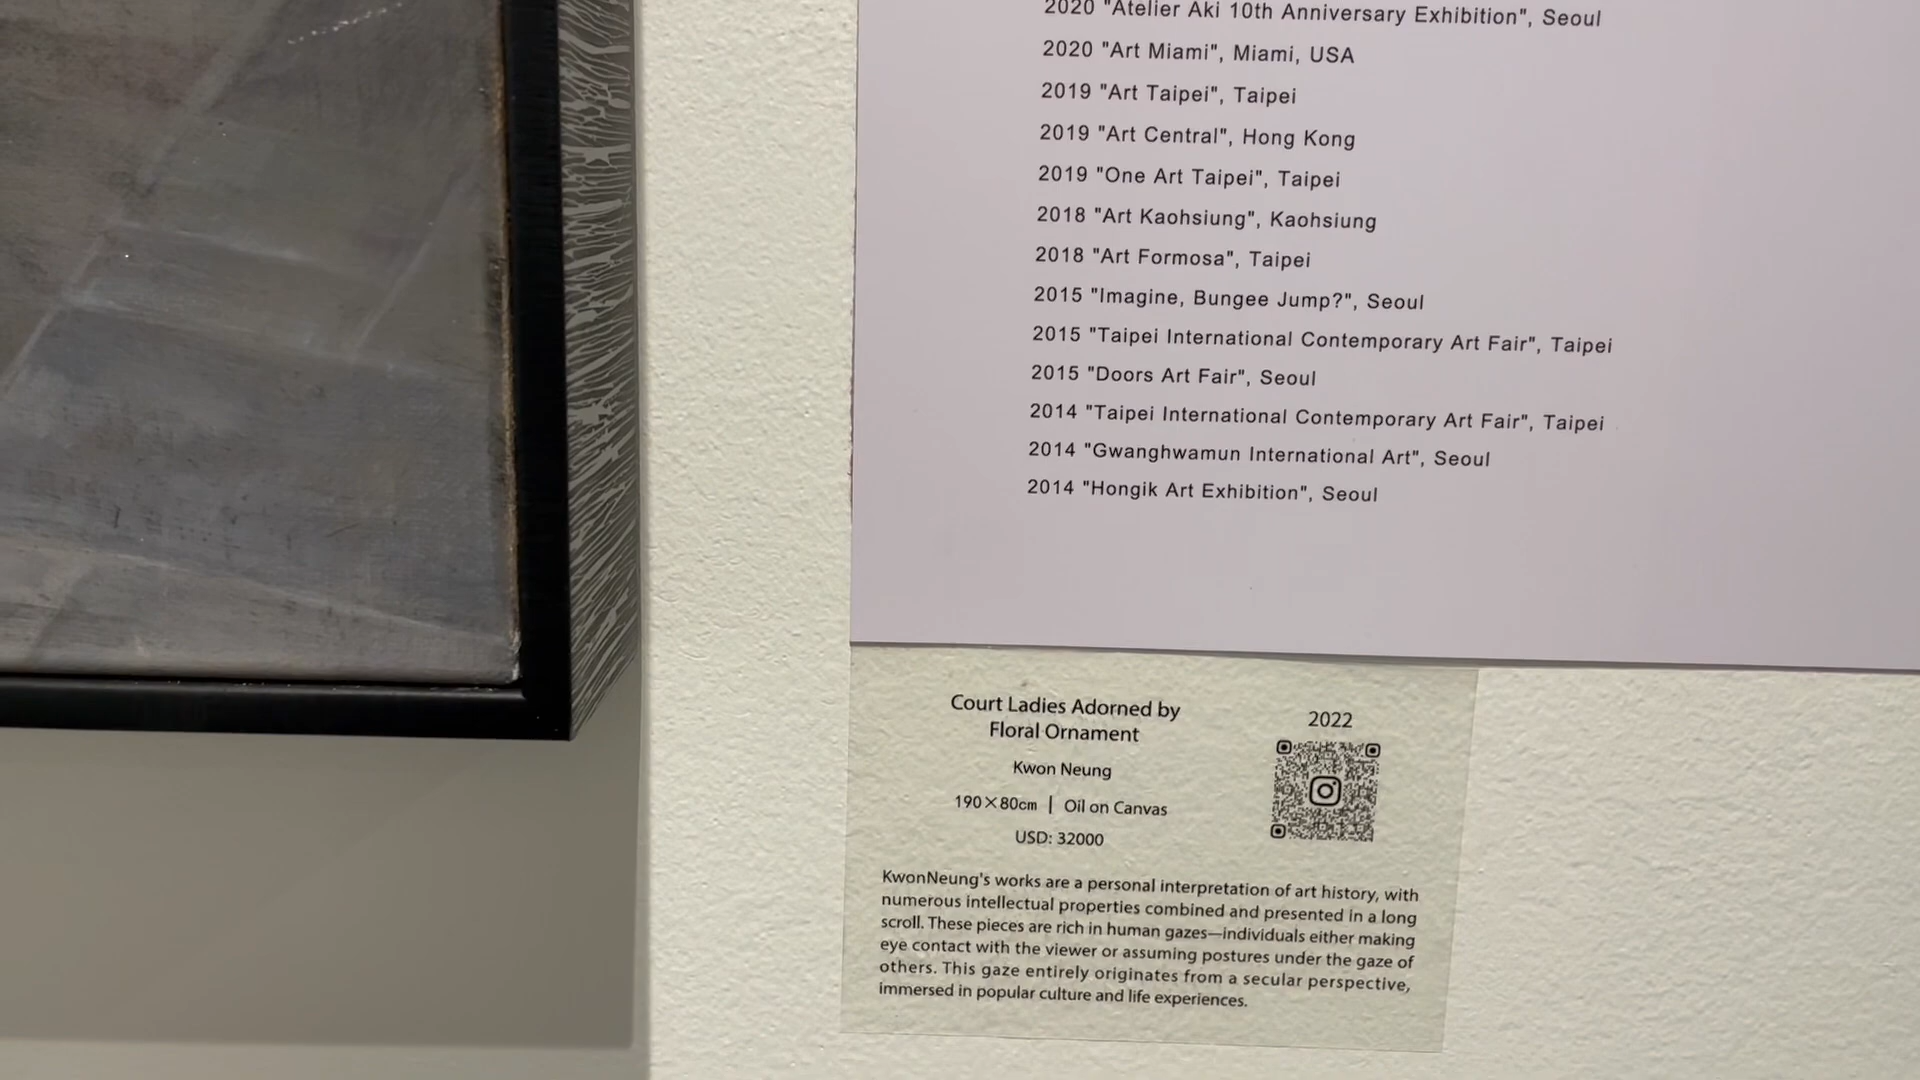 2020 "Atelier Aki 10th Anniversary Exhibition", Seoul
2020 "Art Miami", Miami, USA
2019 "Art Taipei", Taipei
2019 "Art Central", Hong Kong
2019 "One Art Taipei", Taipei
2018 "Art Kaohsiung", Kaohsiung
2018 "Art Formosa", Taipei
2015 "Imagine, Bungee Jump?", Seoul
2015 "Taipei International Contemporary Art Fair", Taipei
2015 "Doors Art Fair", Seoul
2014 "Taipei International Contemporary Art Fair", Taipei
2014 "Gwanghwamun International Art", Seoul
2014 "Hongik Art Exhibition", Seoul
Court Ladies Adorned by
Floral Ornament
Kwon Neung
190×80cm | Oil on Canvas
USD: 32000
2022
KwonNeung's works are a personal interpretation of art history, with
numerous intellectual properties combined and presented in a long
scroll. These pieces are rich in human gazes—individuals either making
eye contact with the viewer or assuming postures under the gaze of
others. This gaze entirely originates from a secular perspective,
immersed in popular culture and life experiences.